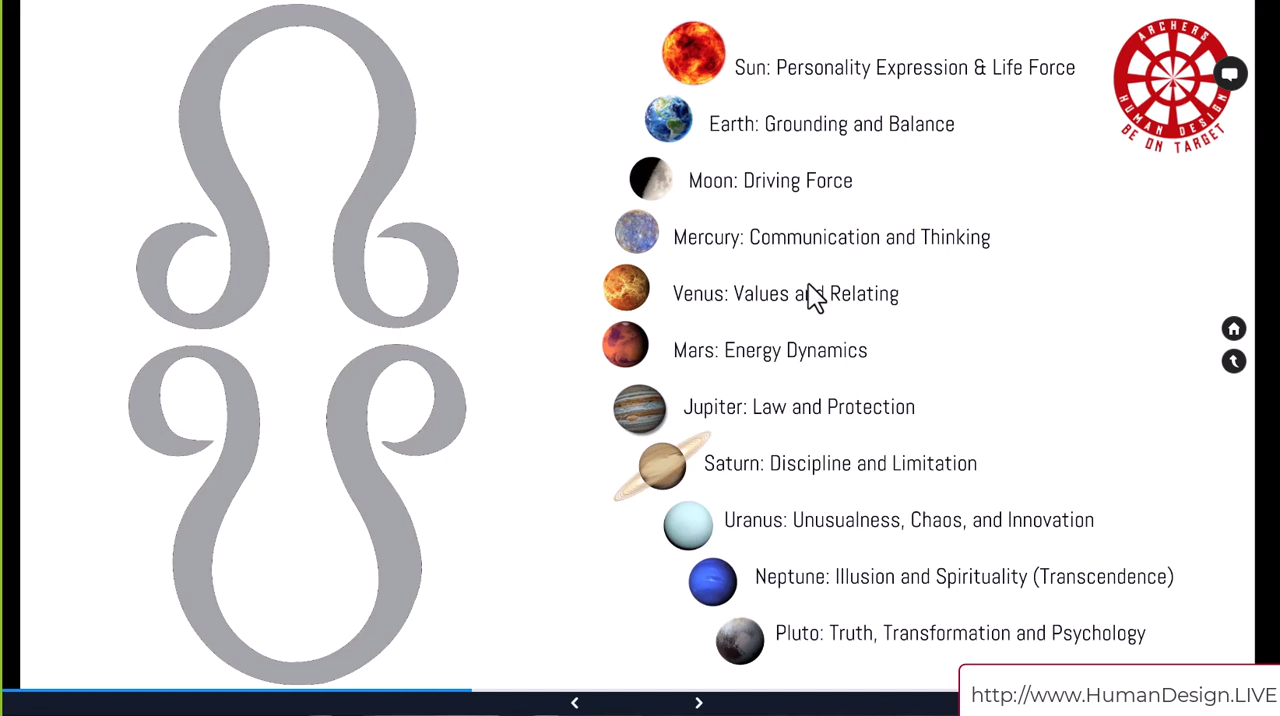 Sun: Personality Expression & Life Force
Earth: Grounding and Balance
Moon: Driving Force
Mercury: Communication and Thinking
Venus: Values and Relating
Mars: Energy Dynamics
Jupiter: Law and Protection
Saturn: Discipline and Limitation
Uranus: Unusualness, Chaos, and Innovation
Neptune: Illusion and Spirituality (Transcendence)
Pluto: Truth, Transformation and Psychology
ARCHERS
HUMAN DESIGN
BE ON TARGET
http://www.HumanDesign.LIVE